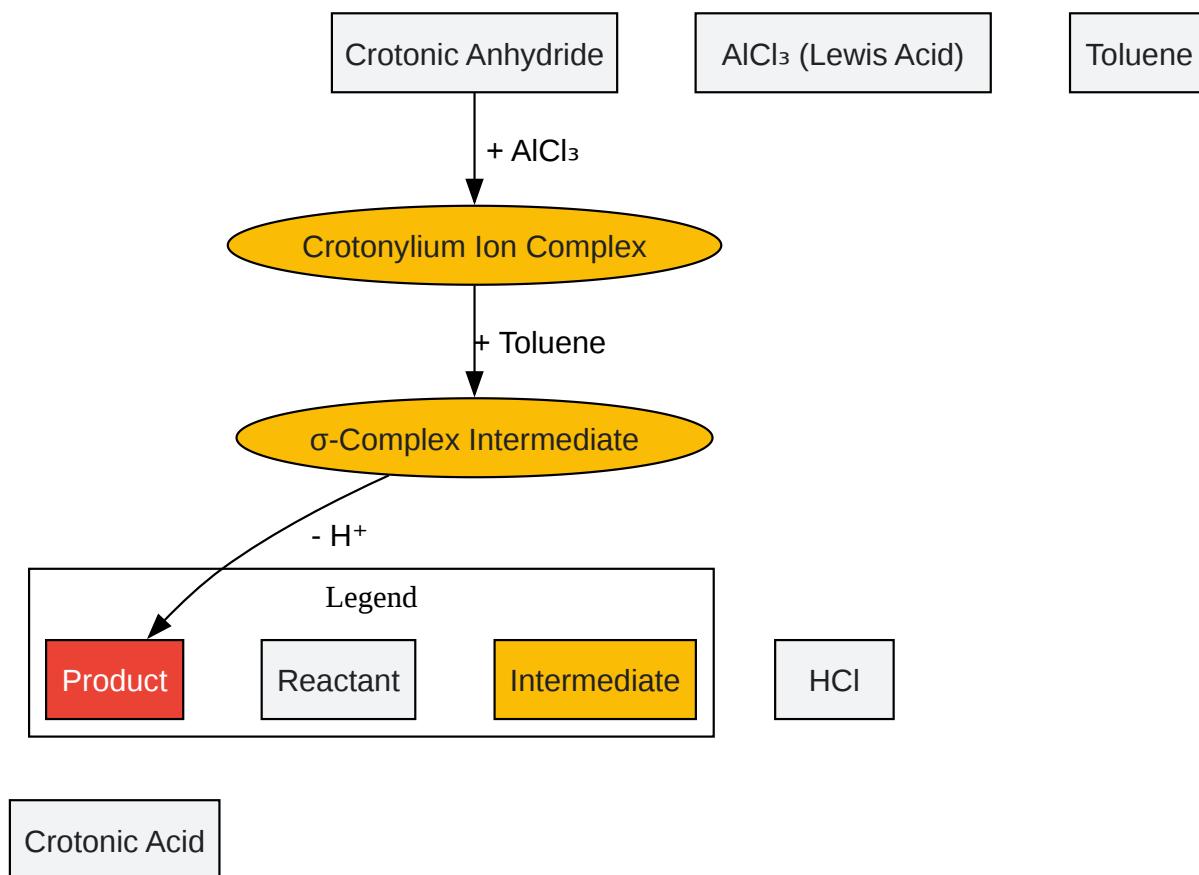 Crotonic Anhydride
AlCl₃ (Lewis Acid)
Toluene
+ AlCl₃
Crotonylium Ion Complex
+ Toluene
σ-Complex Intermediate
- H⁺
Legend
Product
Reactant
Intermediate
HCl
Crotonic Acid